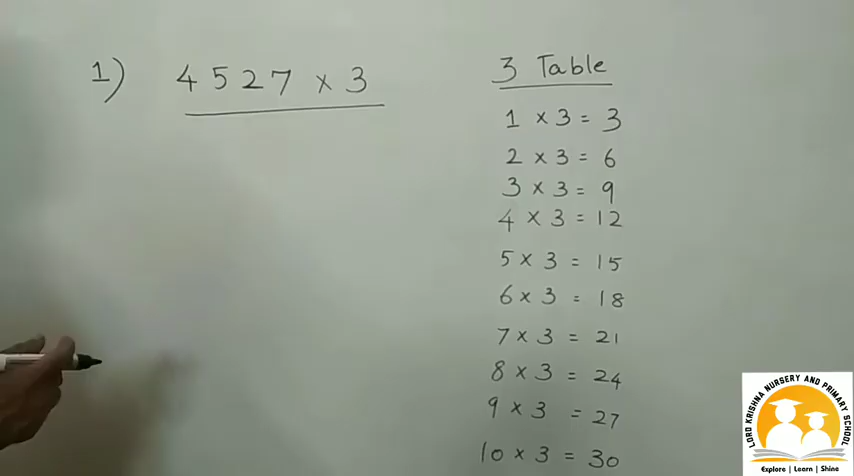 1) 4527 × 3
3 Table
1 × 3 = 3
2 × 3 = 6
3 × 3 = 9
4 × 3 = 12
5 × 3 = 15
6 × 3 = 18
7 × 3 = 21
8 × 3 = 24
9 × 3 = 27
10 × 3 = 30
LORD KRISHNA NURSERY AND PRIMARY SCHOOL
Explore | Learn | Shine